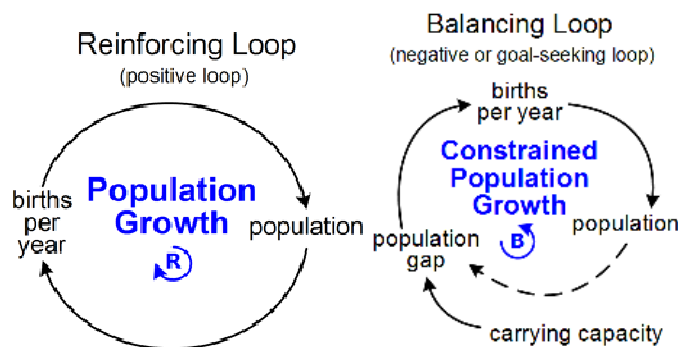 Reinforcing Loop
(positive loop)
births
per
year
Population
Growth
R
population
Balancing Loop
(negative or goal-seeking loop)
births
per year
Constrained
Population
Growth
B
population
population
gap
carrying capacity